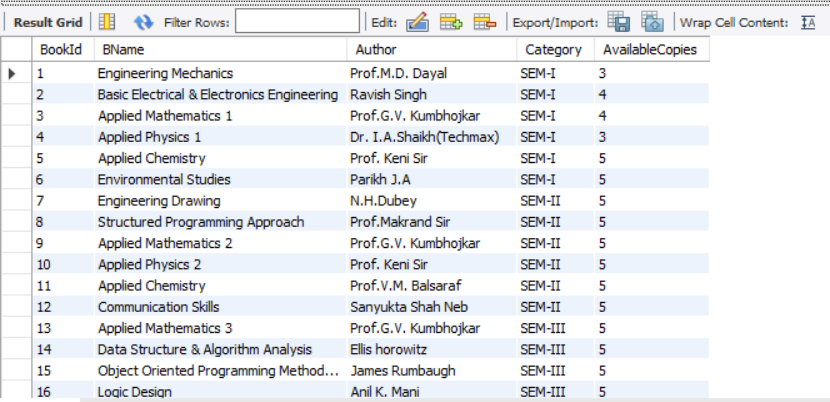 Result Grid Filter Rows: Edit: Export/Import: Wrap Cell Content: IA
BookId BName Author Category AvailableCopies
1 Engineering Mechanics Prof.M.D. Dayal SEM-I 3
2 Basic Electrical & Electronics Engineering Ravish Singh SEM-I 4
3 Applied Mathematics 1 Prof.G.V. Kumbhojkar SEM-I 4
4 Applied Physics 1 Dr. I.A.Shaikh(Techmax) SEM-I 3
5 Applied Chemistry Prof. Keni Sir SEM-I 5
6 Environmental Studies Parikh J.A SEM-I 5
7 Engineering Drawing N.H.Dubey SEM-II 5
8 Structured Programming Approach Prof.Makrand Sir SEM-II 5
9 Applied Mathematics 2 Prof.G.V. Kumbhojkar SEM-II 5
10 Applied Physics 2 Prof. Keni Sir SEM-II 5
11 Applied Chemistry Prof.V.M. Balsaraf SEM-II 5
12 Communication Skills Sanyukta Shah Neb SEM-II 5
13 Applied Mathematics 3 Prof.G.V. Kumbhojkar SEM-III 5
14 Data Structure & Algorithm Analysis Ellis horowitz SEM-III 5
15 Object Oriented Programming Method... James Rumbaugh SEM-III 5
16 Logic Design Anil K. Mani SEM-III 5